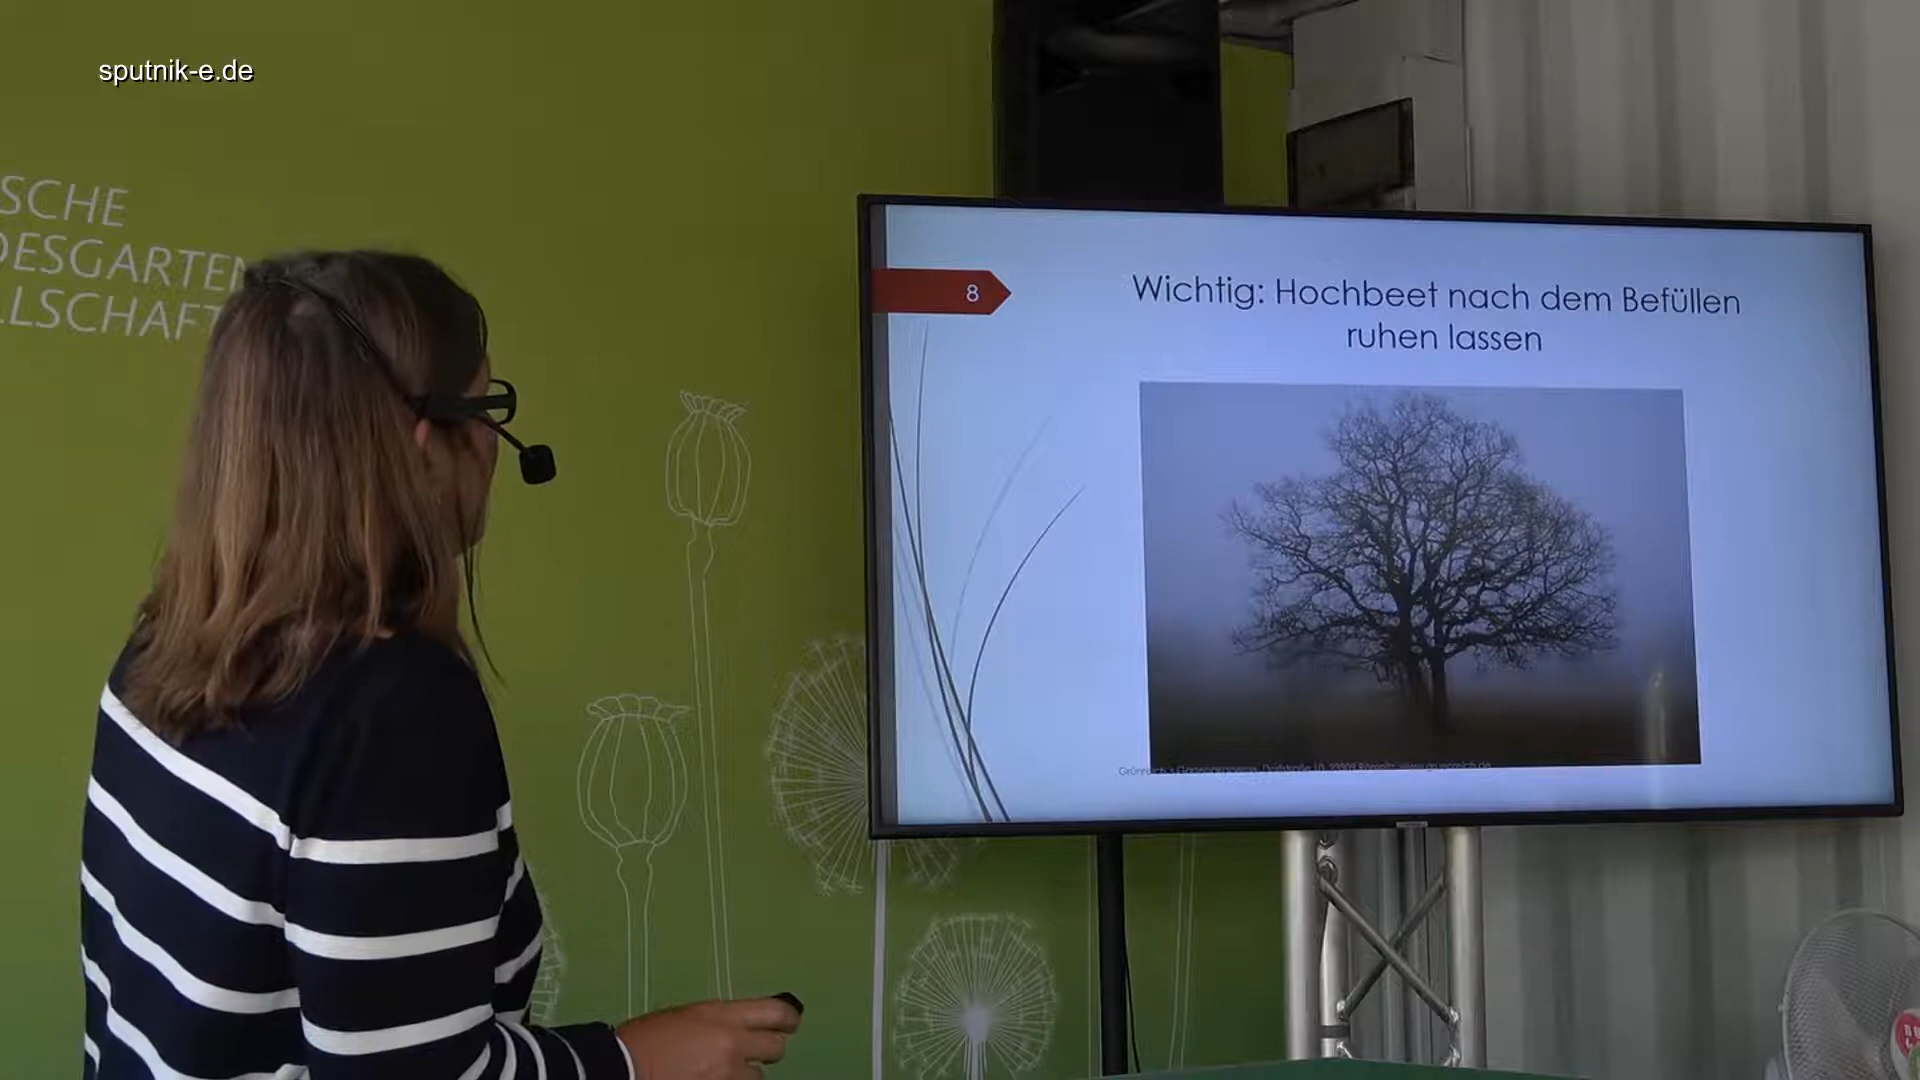 sputnik-e.de
SCHE
DESGARTEN
LLSCHAFT
8
Wichtig: Hochbeet nach dem Befüllen
ruhen lassen